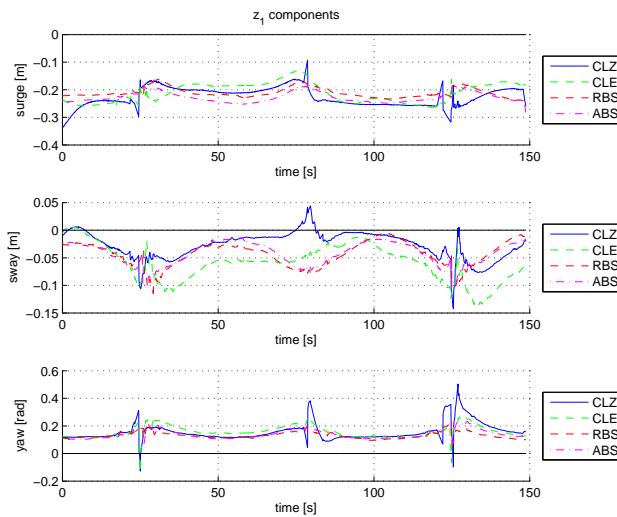 z1 components
0
−0.1
−0.2
−0.3
−0.4
surge [m]
0 50 100 150
time [s]
CLZ
CLE
RBS
ABS
0.05
0
−0.05
−0.1
−0.15
sway [m]
0 50 100 150
time [s]
CLZ
CLE
RBS
ABS
0.6
0.4
0.2
0
−0.2
yaw [rad]
0 50 100 150
time [s]
CLZ
CLE
RBS
ABS